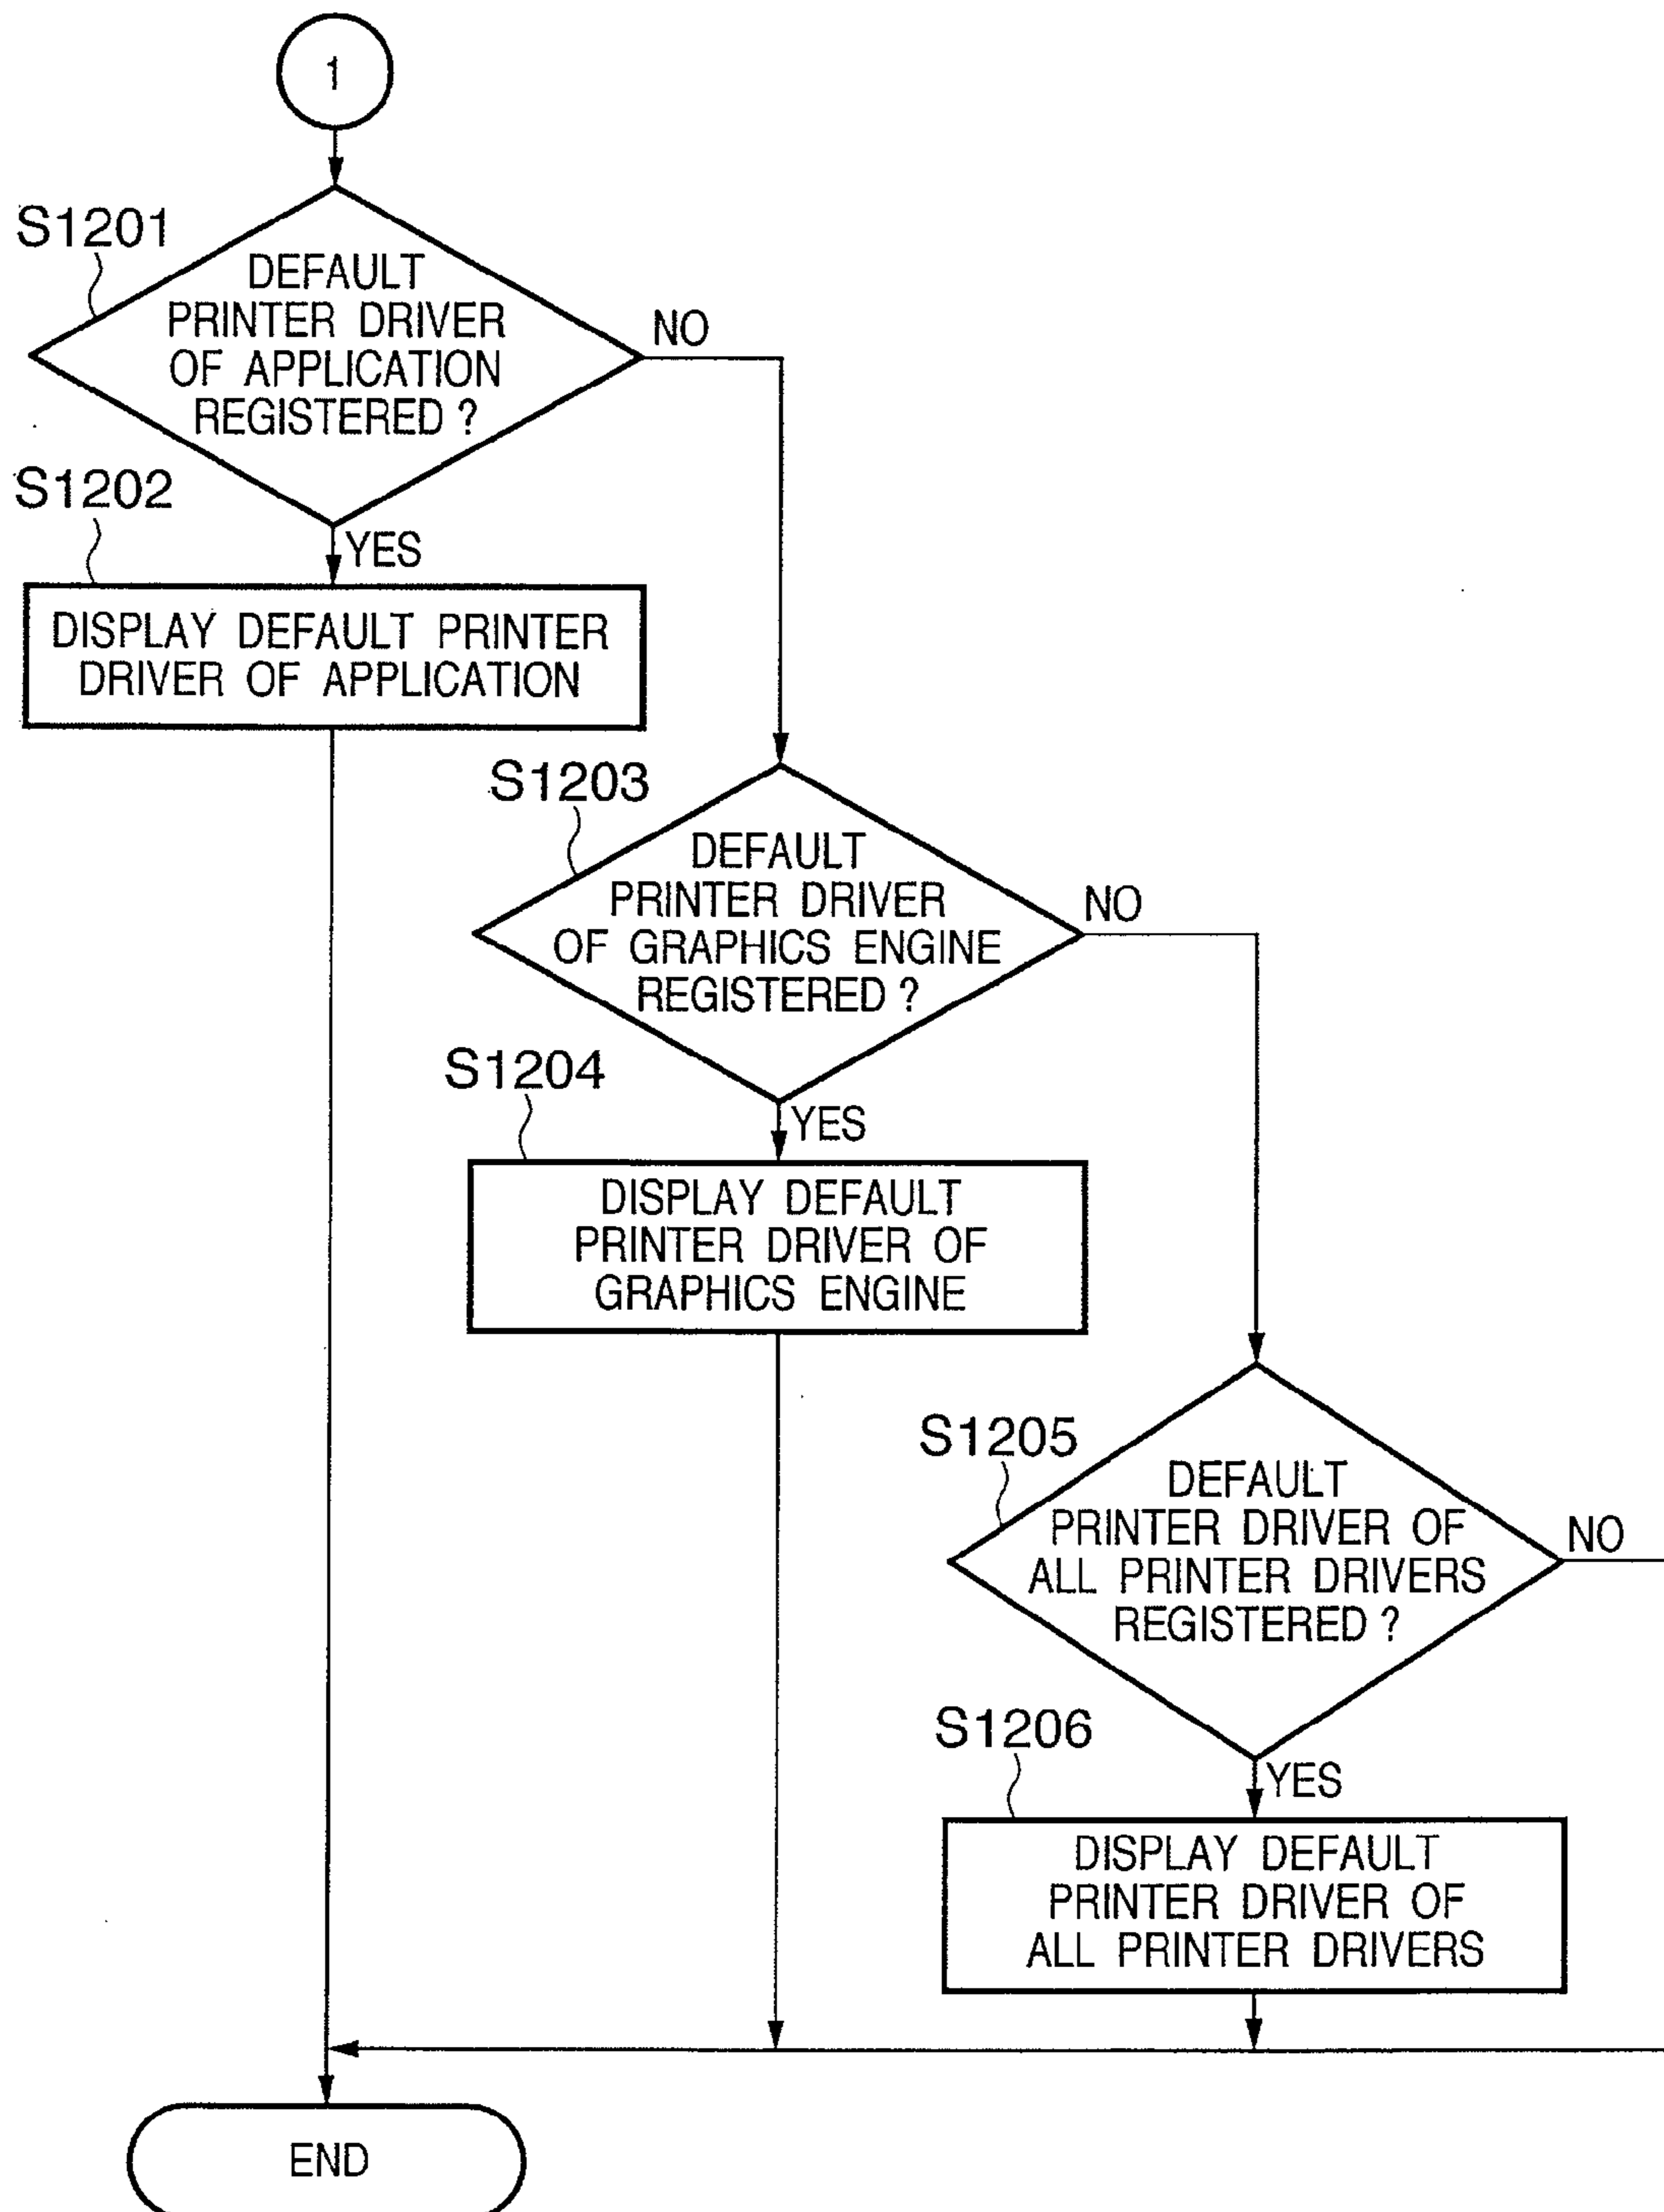 1
S1201
DEFAULT
PRINTER DRIVER
OF APPLICATION
REGISTERED ?
NO
S1202
YES
DISPLAY DEFAULT PRINTER
DRIVER OF APPLICATION
S1203
DEFAULT
PRINTER DRIVER
OF GRAPHICS ENGINE
REGISTERED ?
NO
S1204
YES
DISPLAY DEFAULT
PRINTER DRIVER OF
GRAPHICS ENGINE
S1205
DEFAULT
PRINTER DRIVER OF
ALL PRINTER DRIVERS
REGISTERED ?
NO
S1206
YES
DISPLAY DEFAULT
PRINTER DRIVER OF
ALL PRINTER DRIVERS
END